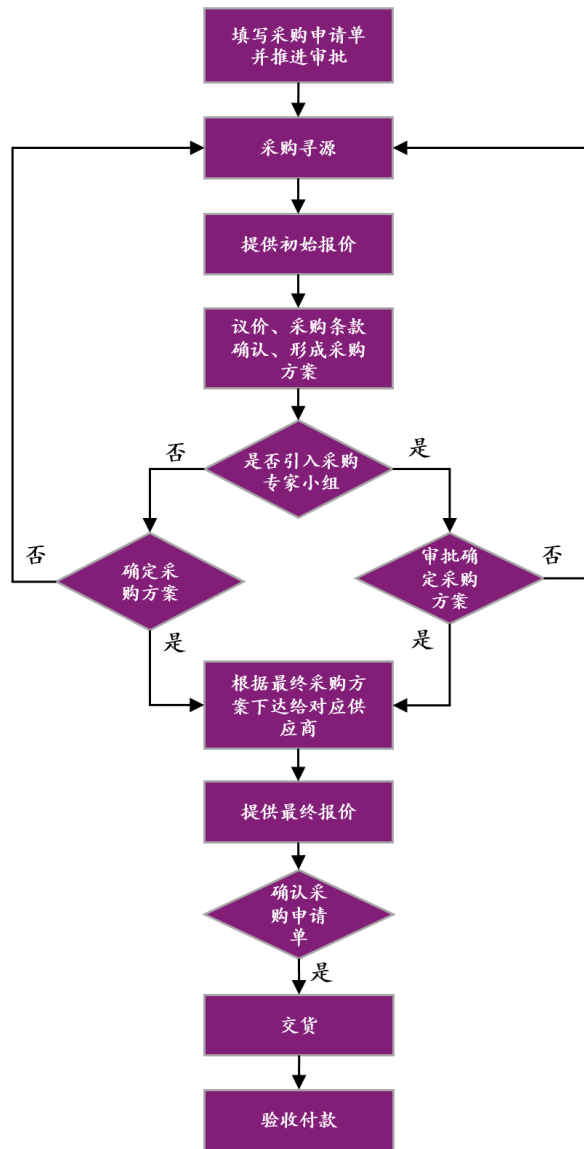 填写采购申请单
并推进审批
采购寻源
提供初始报价
议价、采购条款
确认、形成采购
方案
是否引入采购
专家小组
否
是
确定采
购方案
否
审批确
定采购
方案
否
是
是
根据最终采购方
案下达给对应供
应商
提供最终报价
确认采
购申请
单
是
交货
验收付款